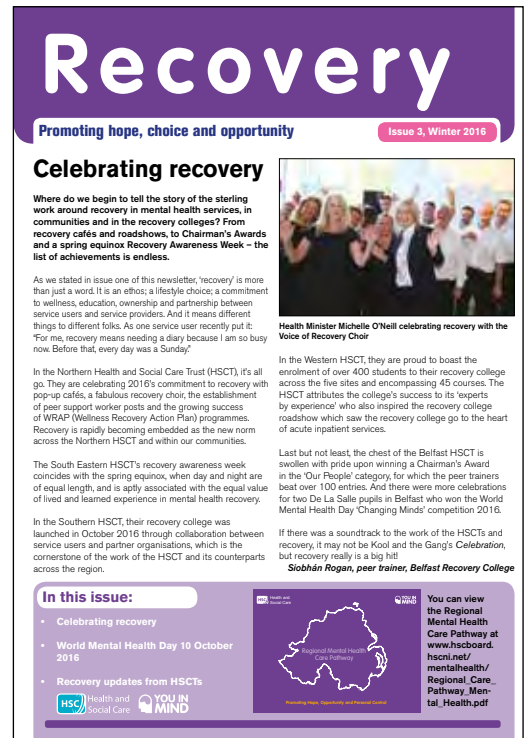 Recovery
Promoting hope, choice and opportunity
Issue 3, Winter 2016
Celebrating recovery
Where do we begin to tell the story of the sterling
work around recovery in mental health services, in
communities and in the recovery colleges? From
recovery cafés and roadshows, to Chairman's Awards
and a spring equinox Recovery Awareness Week – the
list of achievements is endless.
As we stated in issue one of this newsletter, 'recovery' is more
than just a word. It is an ethos; a lifestyle choice; a commitment
to wellness, education, ownership and partnership between
service users and service providers. And it means different
things to different folks. As one service user recently put it:
"For me, recovery means needing a diary because I am so busy
now. Before that, every day was a Sunday."
In the Northern Health and Social Care Trust (HSCT), it's all
go. They are celebrating 2016's commitment to recovery with
pop-up cafés, a fabulous recovery choir, the establishment
of peer support worker posts and the growing success
of WRAP (Wellness Recovery Action Plan) programmes.
Recovery is rapidly becoming embedded as the new norm
across the Northern HSCT and within our communities.
The South Eastern HSCT's recovery awareness week
coincides with the spring equinox, when day and night are
of equal length, and is aptly associated with the equal value
of lived and learned experience in mental health recovery.
In the Southern HSCT, their recovery college was
launched in October 2016 through collaboration between
service users and partner organisations, which is the
cornerstone of the work of the HSCT and its counterparts
across the region.
Health Minister Michelle O'Neill celebrating recovery with the
Voice of Recovery Choir
In the Western HSCT, they are proud to boast the
enrolment of over 400 students to their recovery college
across the five sites and encompassing 45 courses. The
HSCT attributes the college's success to its 'experts
by experience' who also inspired the recovery college
roadshow which saw the recovery college go to the heart
of acute inpatient services.
Last but not least, the chest of the Belfast HSCT is
swollen with pride upon winning a Chairman's Award
in the 'Our People' category, for which the peer trainers
beat over 100 entries. And there were more celebrations
for two De La Salle pupils in Belfast who won the World
Mental Health Day 'Changing Minds' competition 2016.
If there was a soundtrack to the work of the HSCTs and
recovery, it may not be Kool and the Gang's Celebration,
but recovery really is a big hit!
Siobhán Rogan, peer trainer, Belfast Recovery College
In this issue:
• Celebrating recovery
• World Mental Health Day 10 October
2016
• Recovery updates from HSCTs
HSC Health and
Social Care
YOU IN
MIND
HSC Health and
Social Care
YOU IN
MIND
Regional Mental Health
Care Pathway
Promoting Hope, Opportunity and Personal Control
You can view
the Regional
Mental Health
Care Pathway at
www.hscboard.
hscni.net/
mentalhealth/
Regional_Care_
Pathway_Men-
tal_Health.pdf